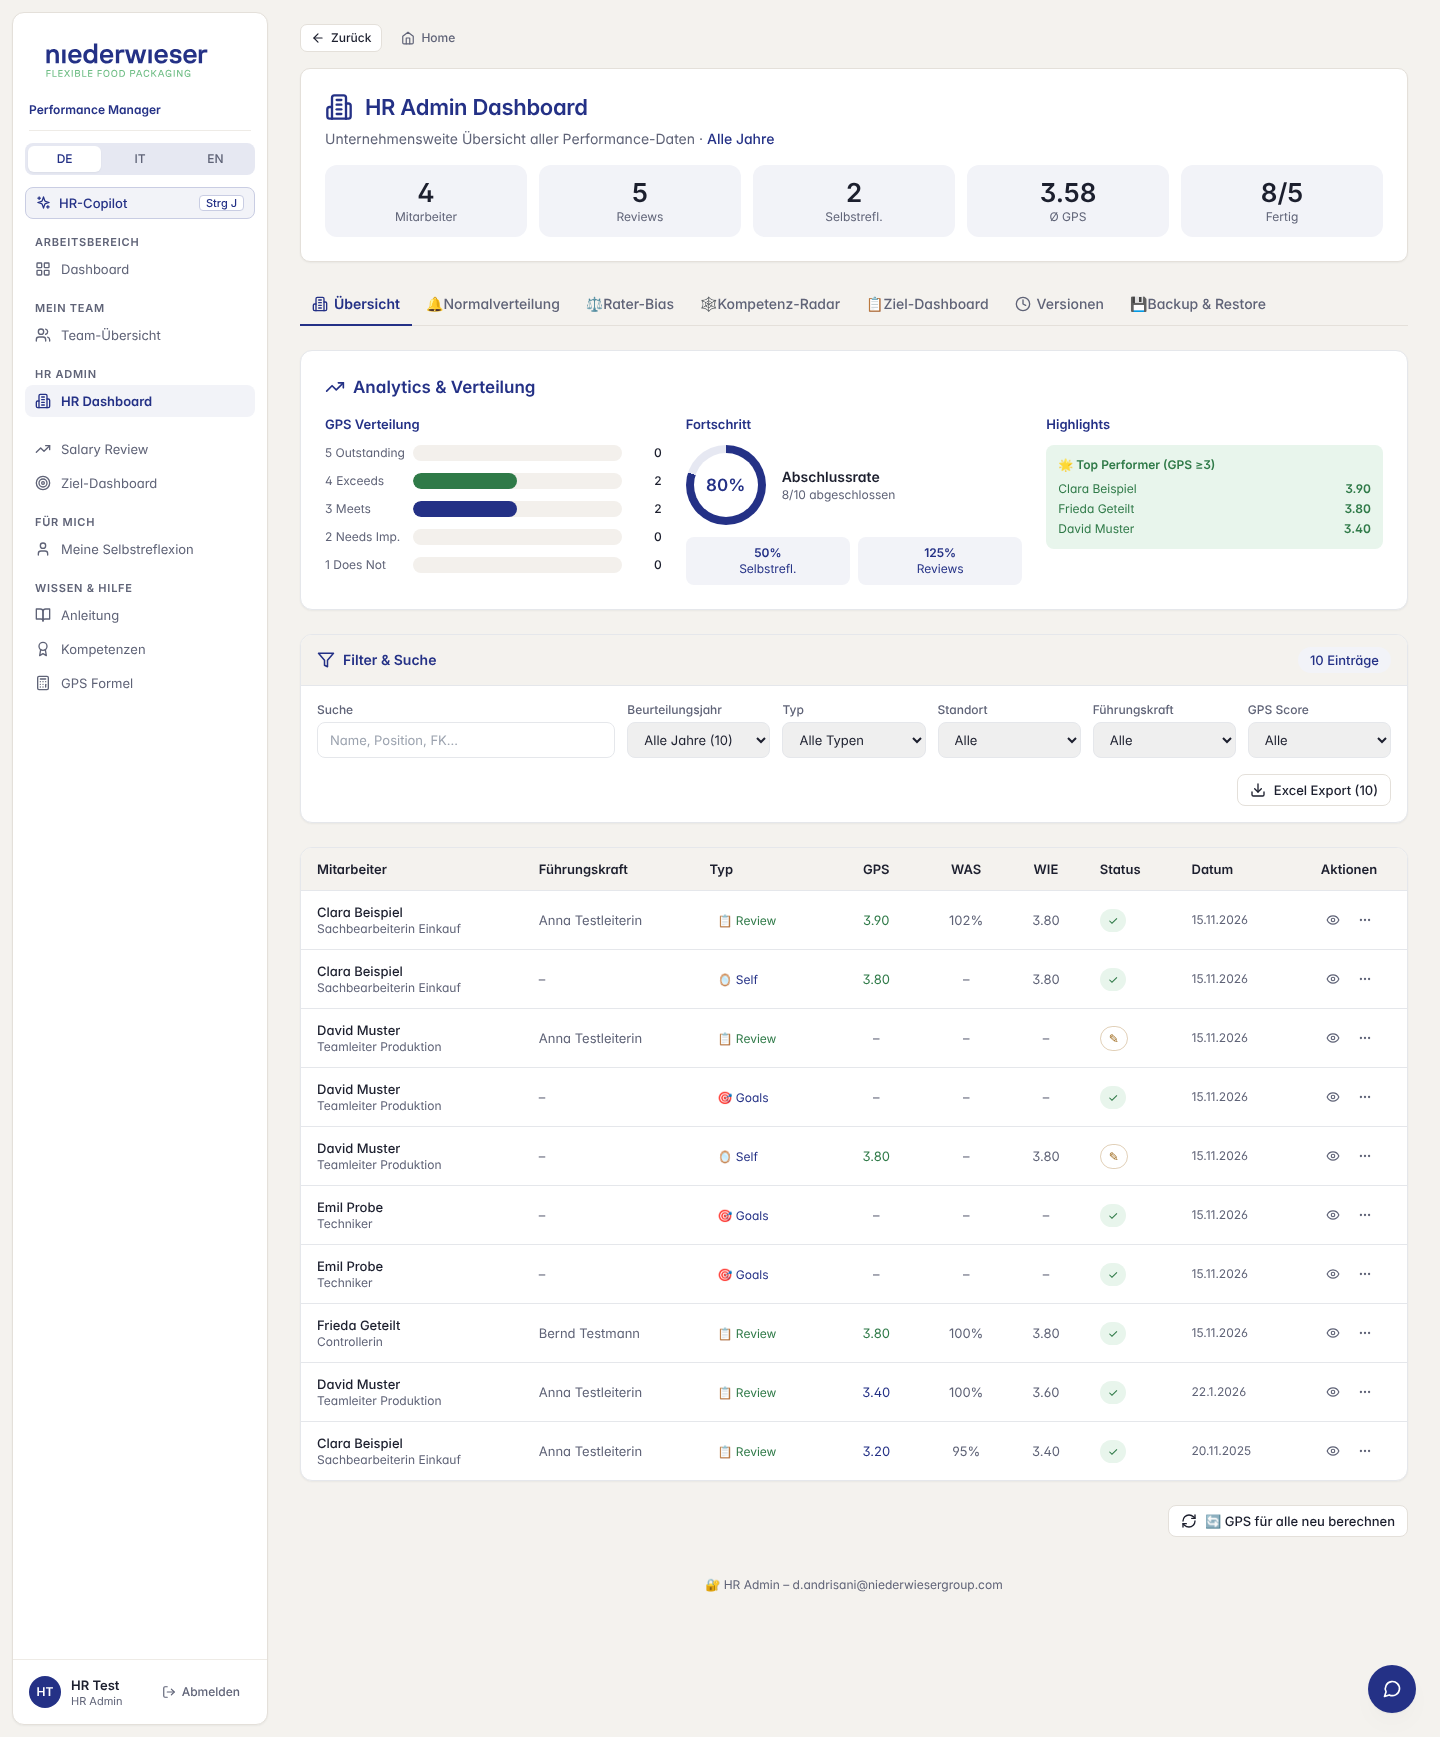 niederwieser
FLEXIBLE FOOD PACKAGING
Performance Manager
DE IT EN
HR-Copilot Strg J
ARBEITSBEREICH
Dashboard
MEIN TEAM
Team-Übersicht
HR ADMIN
HR Dashboard
Salary Review
Ziel-Dashboard
FÜR MICH
Meine Selbstreflexion
WISSEN & HILFE
Anleitung
Kompetenzen
GPS Formel
HT HR Test
HR Admin
Abmelden
Zurück Home
HR Admin Dashboard
Unternehmensweite Übersicht aller Performance-Daten · Alle Jahre
4
Mitarbeiter
5
Reviews
2
Selbstrefl.
3.58
Ø GPS
8/5
Fertig
Übersicht Normalverteilung Rater-Bias Kompetenz-Radar Ziel-Dashboard Versionen Backup & Restore
Analytics & Verteilung
GPS Verteilung
5 Outstanding 0
4 Exceeds 2
3 Meets 2
2 Needs Imp. 0
1 Does Not 0
Fortschritt
80%
Abschlussrate
8/10 abgeschlossen
50%
Selbstrefl.
125%
Reviews
Highlights
Top Performer (GPS ≥3)
Clara Beispiel 3.90
Frieda Geteilt 3.80
David Muster 3.40
Filter & Suche 10 Einträge
Suche Beurteilungsjahr Typ Standort Führungskraft GPS Score
Name, Position, FK... Alle Jahre (10) Alle Typen Alle Alle Alle
Excel Export (10)
Mitarbeiter Führungskraft Typ GPS WAS WIE Status Datum Aktionen
Clara Beispiel
Sachbearbeiterin Einkauf
Anna Testleiterin Review 3.90 102% 3.80 ✓ 15.11.2026
Clara Beispiel
Sachbearbeiterin Einkauf
– Self 3.80 – 3.80 ✓ 15.11.2026
David Muster
Teamleiter Produktion
Anna Testleiterin Review – – – ✎ 15.11.2026
David Muster
Teamleiter Produktion
– Goals – – – ✓ 15.11.2026
David Muster
Teamleiter Produktion
– Self 3.80 – 3.80 ✎ 15.11.2026
Emil Probe
Techniker
– Goals – – – ✓ 15.11.2026
Emil Probe
Techniker
– Goals – – – ✓ 15.11.2026
Frieda Geteilt
Controllerin
Bernd Testmann Review 3.80 100% 3.80 ✓ 15.11.2026
David Muster
Teamleiter Produktion
Anna Testleiterin Review 3.40 100% 3.60 ✓ 22.1.2026
Clara Beispiel
Sachbearbeiterin Einkauf
Anna Testleiterin Review 3.20 95% 3.40 ✓ 20.11.2025
GPS für alle neu berechnen
HR Admin – d.andrisani@niederwiesergroup.com